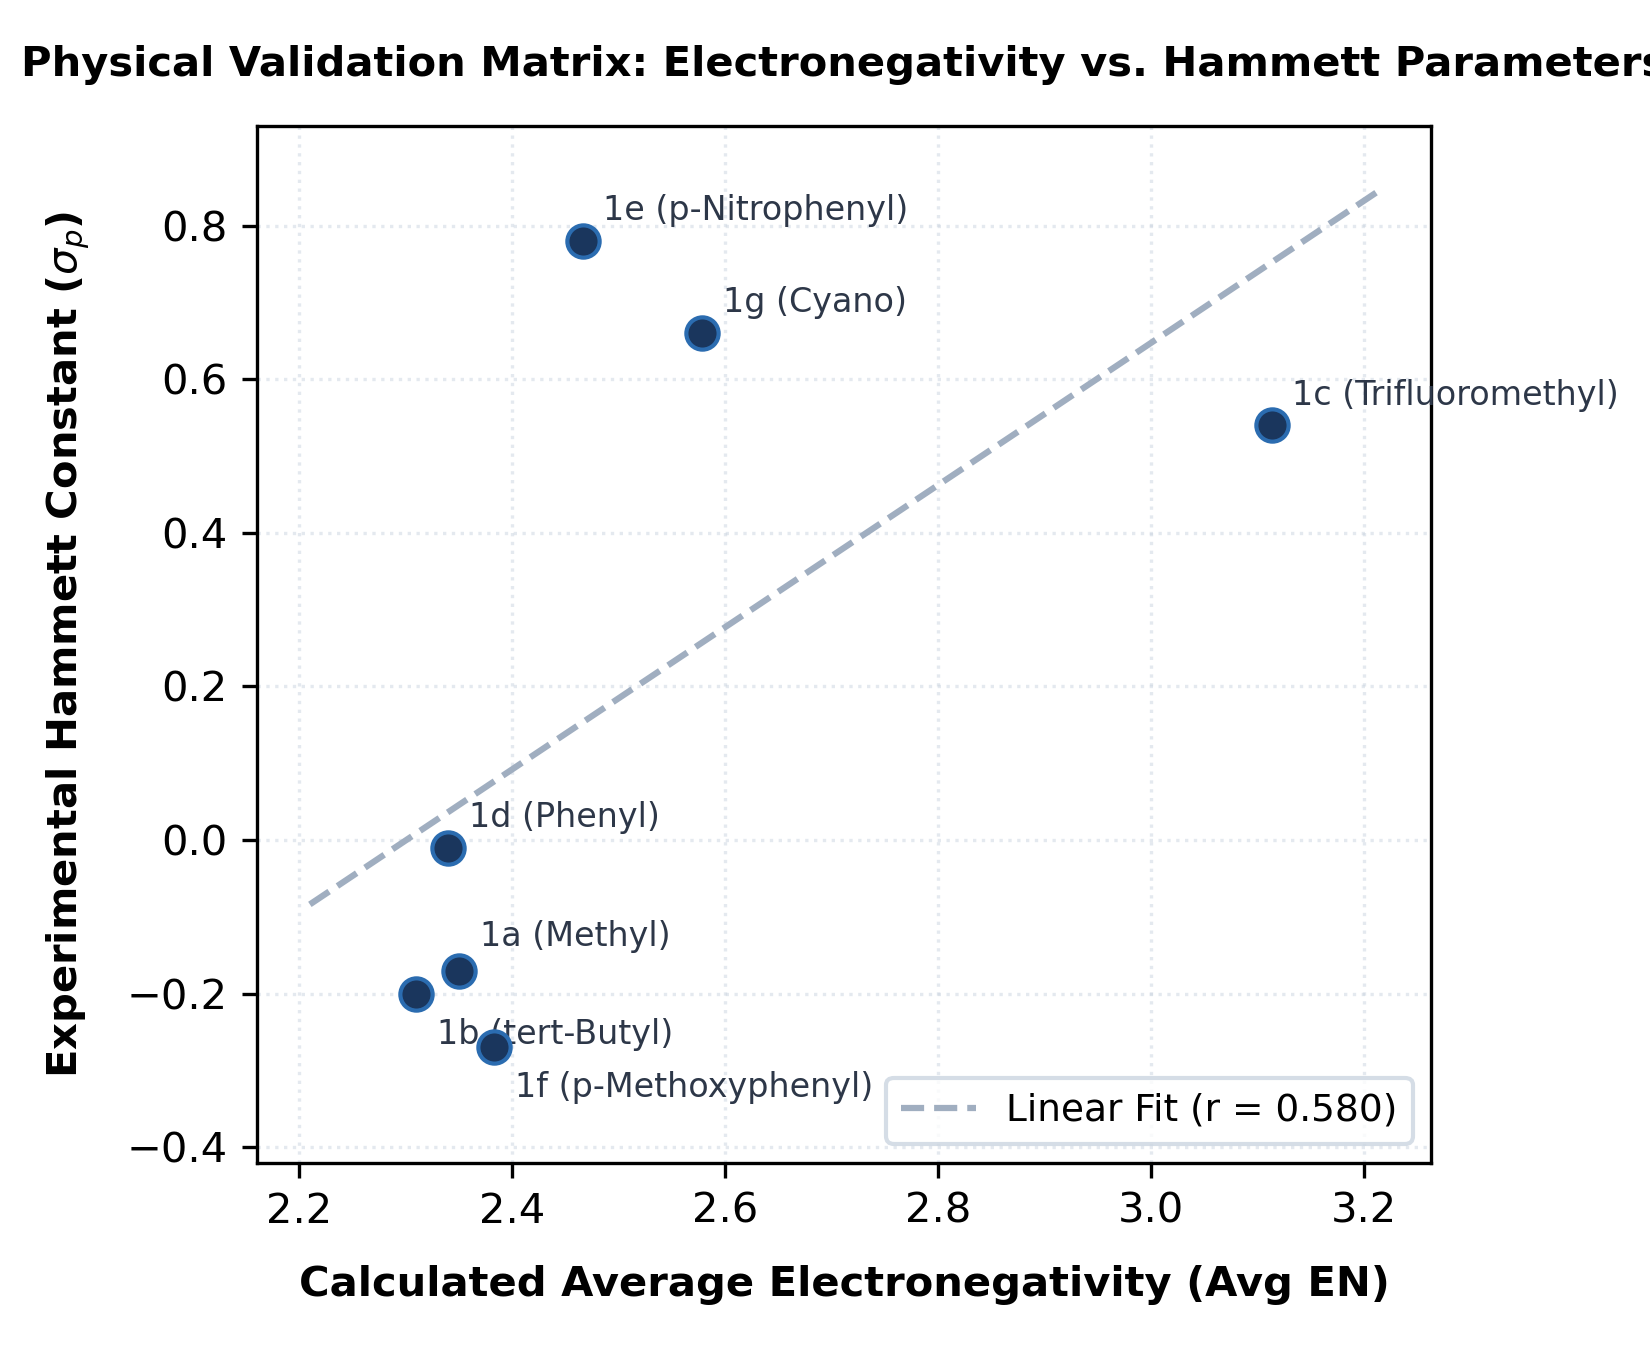 Physical Validation Matrix: Electronegativity vs. Hammett Parameters
Experimental Hammett Constant (σp)
0.8
0.6
0.4
0.2
0.0
−0.2
−0.4
1e (p-Nitrophenyl)
1g (Cyano)
1c (Trifluoromethyl)
1d (Phenyl)
1a (Methyl)
1b (tert-Butyl)
1f (p-Methoxyphenyl)
Linear Fit (r = 0.580)
2.2 2.4 2.6 2.8 3.0 3.2
Calculated Average Electronegativity (Avg EN)